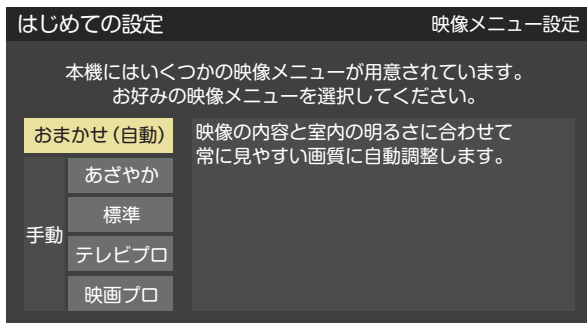 はじめての設定
映像メニュー設定
本機にはいくつかの映像メニューが用意されています。
お好みの映像メニューを選択してください。
おまかせ（自動）
映像の内容と室内の明るさに合わせて
常に見やすい画質に自動調整します。
手動
あざやか
標準
テレビプロ
映画プロ